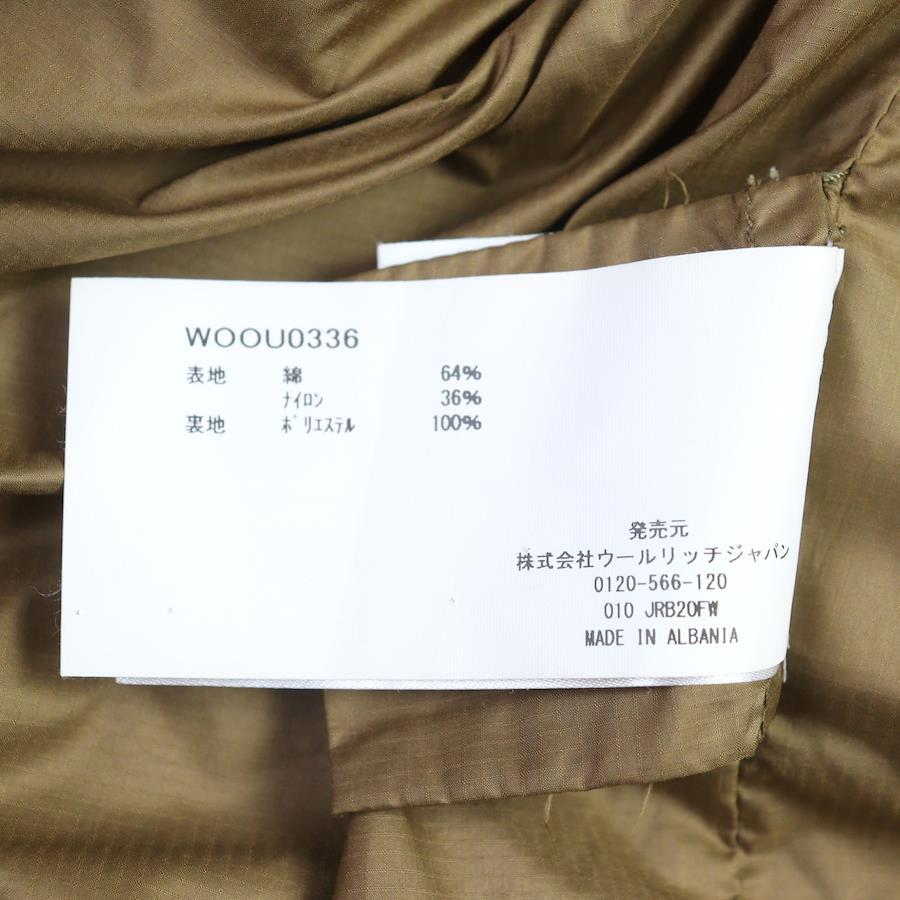 WOOU0336
表地 綿 64%
ﾅｲﾛﾝ 36%
裏地 ﾎﾟﾘｴｽﾃﾙ 100%
発売元
株式会社ウールリッチジャパン
0120-566-120
010 JRB20FW
MADE IN ALBANIA